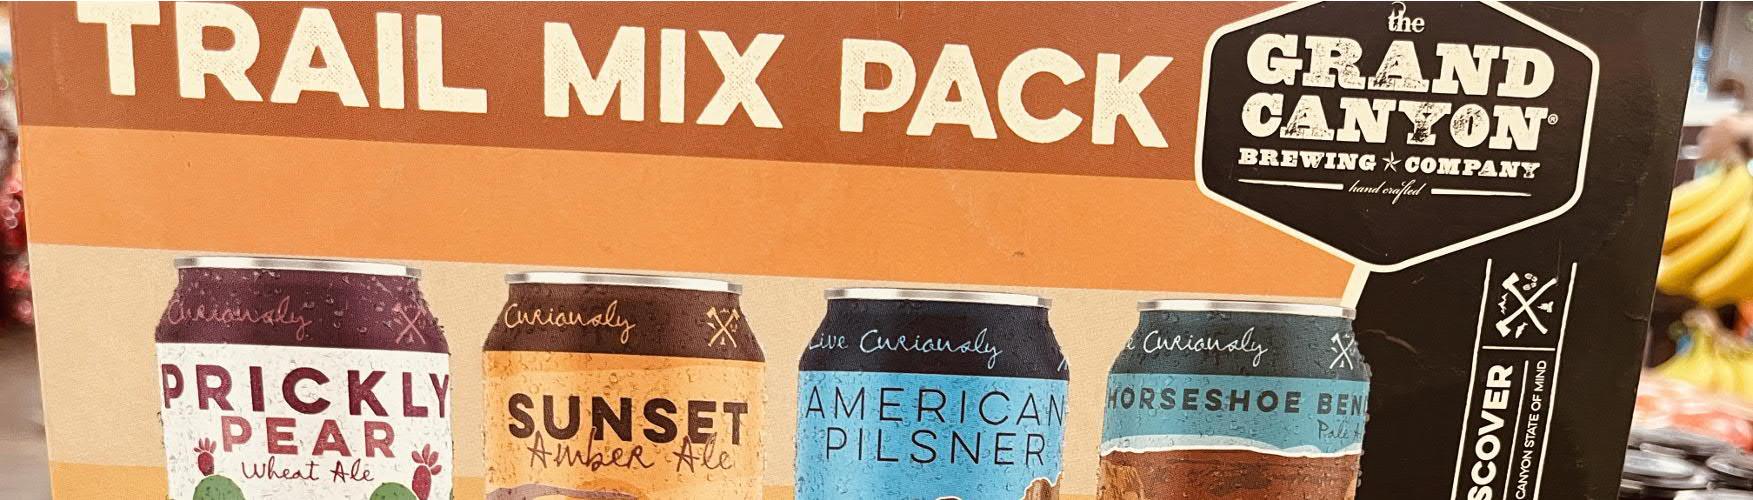 TRAIL MIX PACK
the
GRAND
CANYON®
BREWING ★ COMPANY
hand crafted
Curiously
PRICKLY
PEAR
Wheat Ale
Curiously
SUNSET
Amber Ale
Live Curiously
AMERICAN
PILSNER
Curiously
HORSESHOE BEN
Pale
SCOVER
CANYON STATE OF MIND